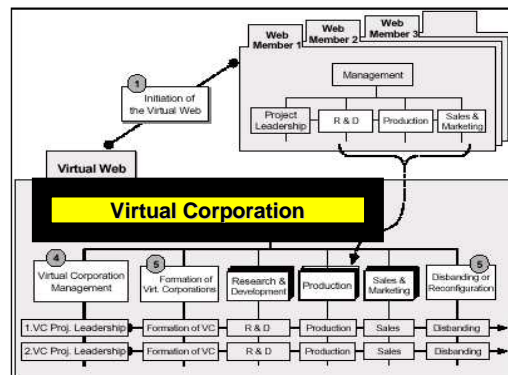 Web
Member 1
Web
Member 2
Web
Member 3
Management
Project
Leadership
R & D
Production
Sales &
Marketing
1
Initiation of
the Virtual Web
Virtual Web
Virtual Corporation
4
Virtual Corporation
Management
5
Formation of
Virt. Corporations
Research &
Development
Production
Sales &
Marketing
5
Disbanding or
Reconfiguration
1.VC Proj. Leadership
Formation of VC
R & D
Production
Sales
Disbanding
2.VC Proj. Leadership
Formation of VC
R & D
Production
Sales
Disbanding